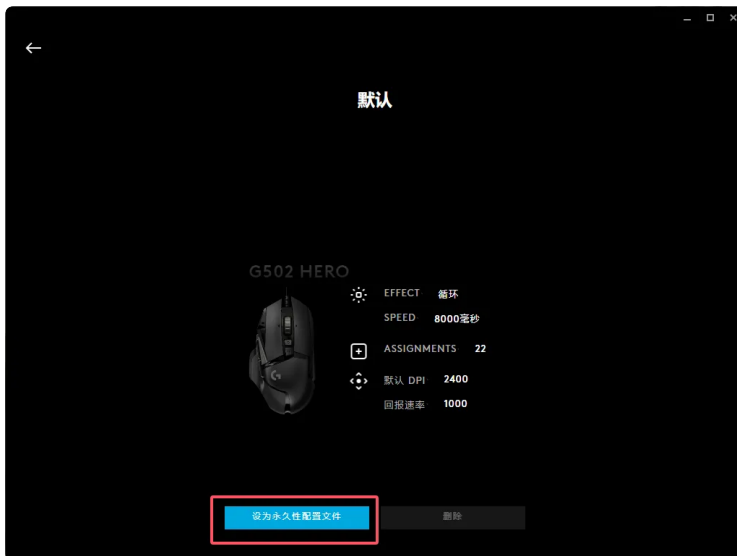 默认
G502 HERO
EFFECT 循环
SPEED 8000毫秒
ASSIGNMENTS 22
默认 DPI 2400
回报速率 1000
设为永久性配置文件 删除